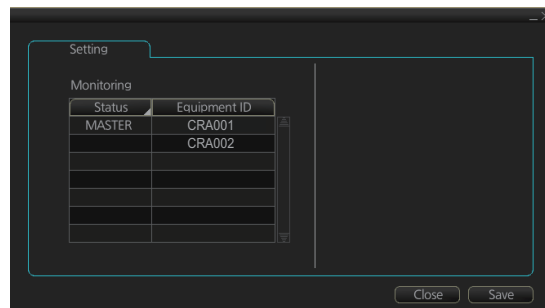 Setting
Monitoring
Status Equipment ID
MASTER CRA001
CRA002
Close Save